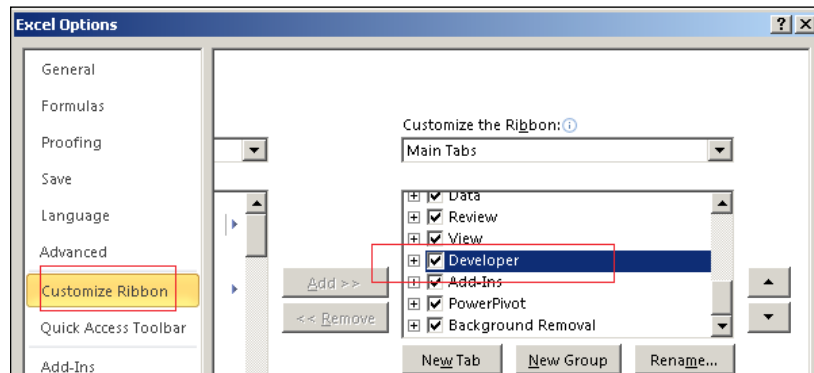 Excel Options
General
Formulas
Proofing
Save
Language
Advanced
Customize Ribbon
Quick Access Toolbar
Add-Ins
Customize the Ribbon:
Main Tabs
Data
Review
View
Developer
Add-Ins
PowerPivot
Background Removal
Add >>
<< Remove
New Tab New Group Rename...